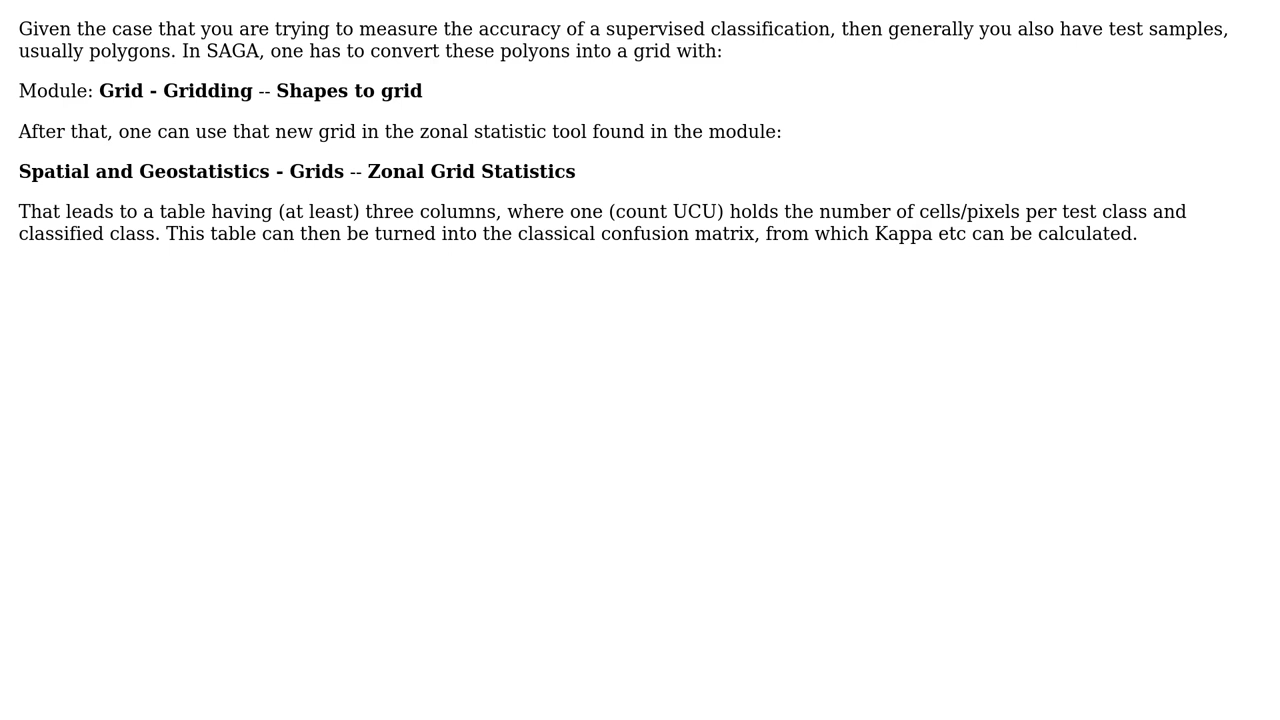 Given the case that you are trying to measure the accuracy of a supervised classification, then generally you also have test samples,
usually polygons. In SAGA, one has to convert these polyons into a grid with:
Module: Grid - Gridding -- Shapes to grid
After that, one can use that new grid in the zonal statistic tool found in the module:
Spatial and Geostatistics - Grids -- Zonal Grid Statistics
That leads to a table having (at least) three columns, where one (count UCU) holds the number of cells/pixels per test class and
classified class. This table can then be turned into the classical confusion matrix, from which Kappa etc can be calculated.